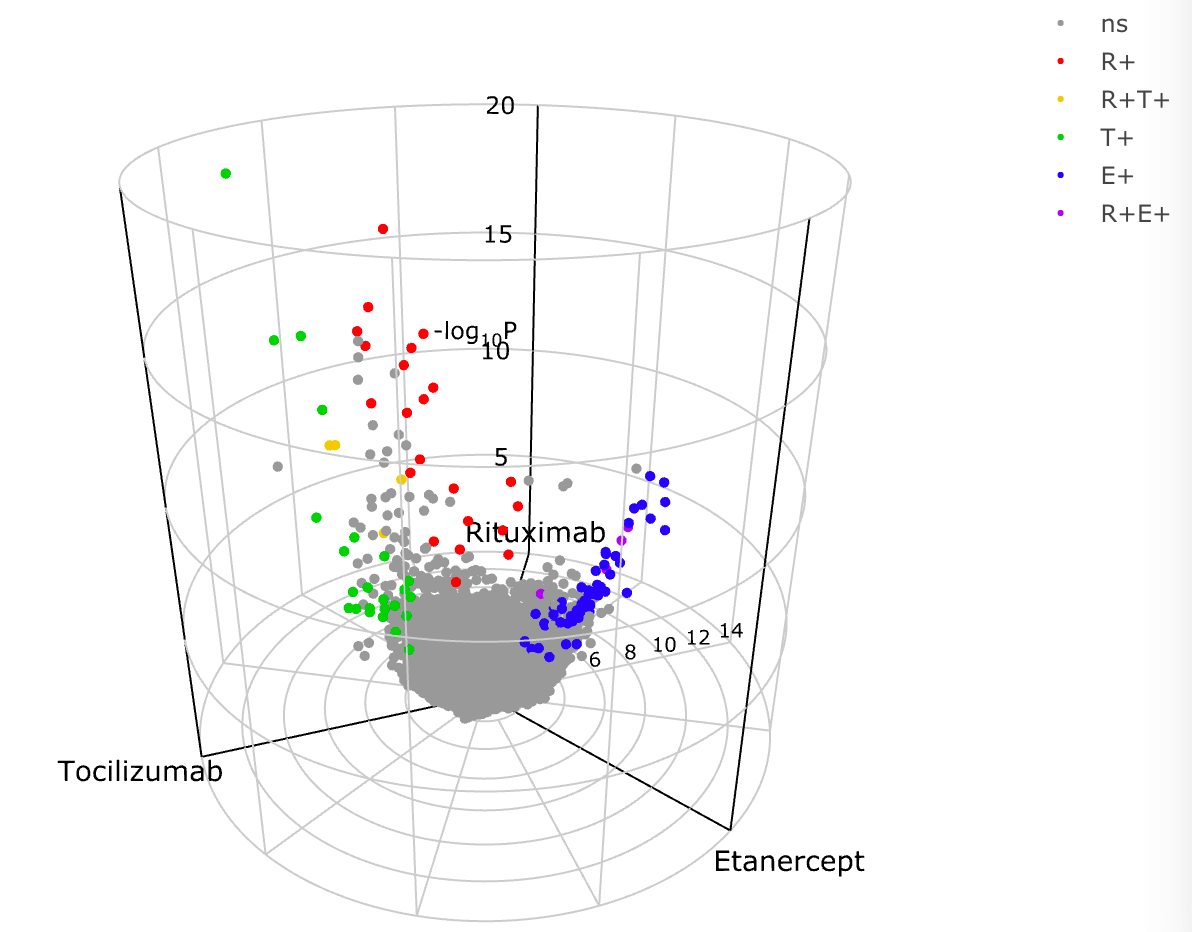 ns
R+
R+T+
T+
E+
R+E+
20
15
-log₁₀P
10
5
Rituximab
6 8 10 12 14
Tocilizumab
Etanercept